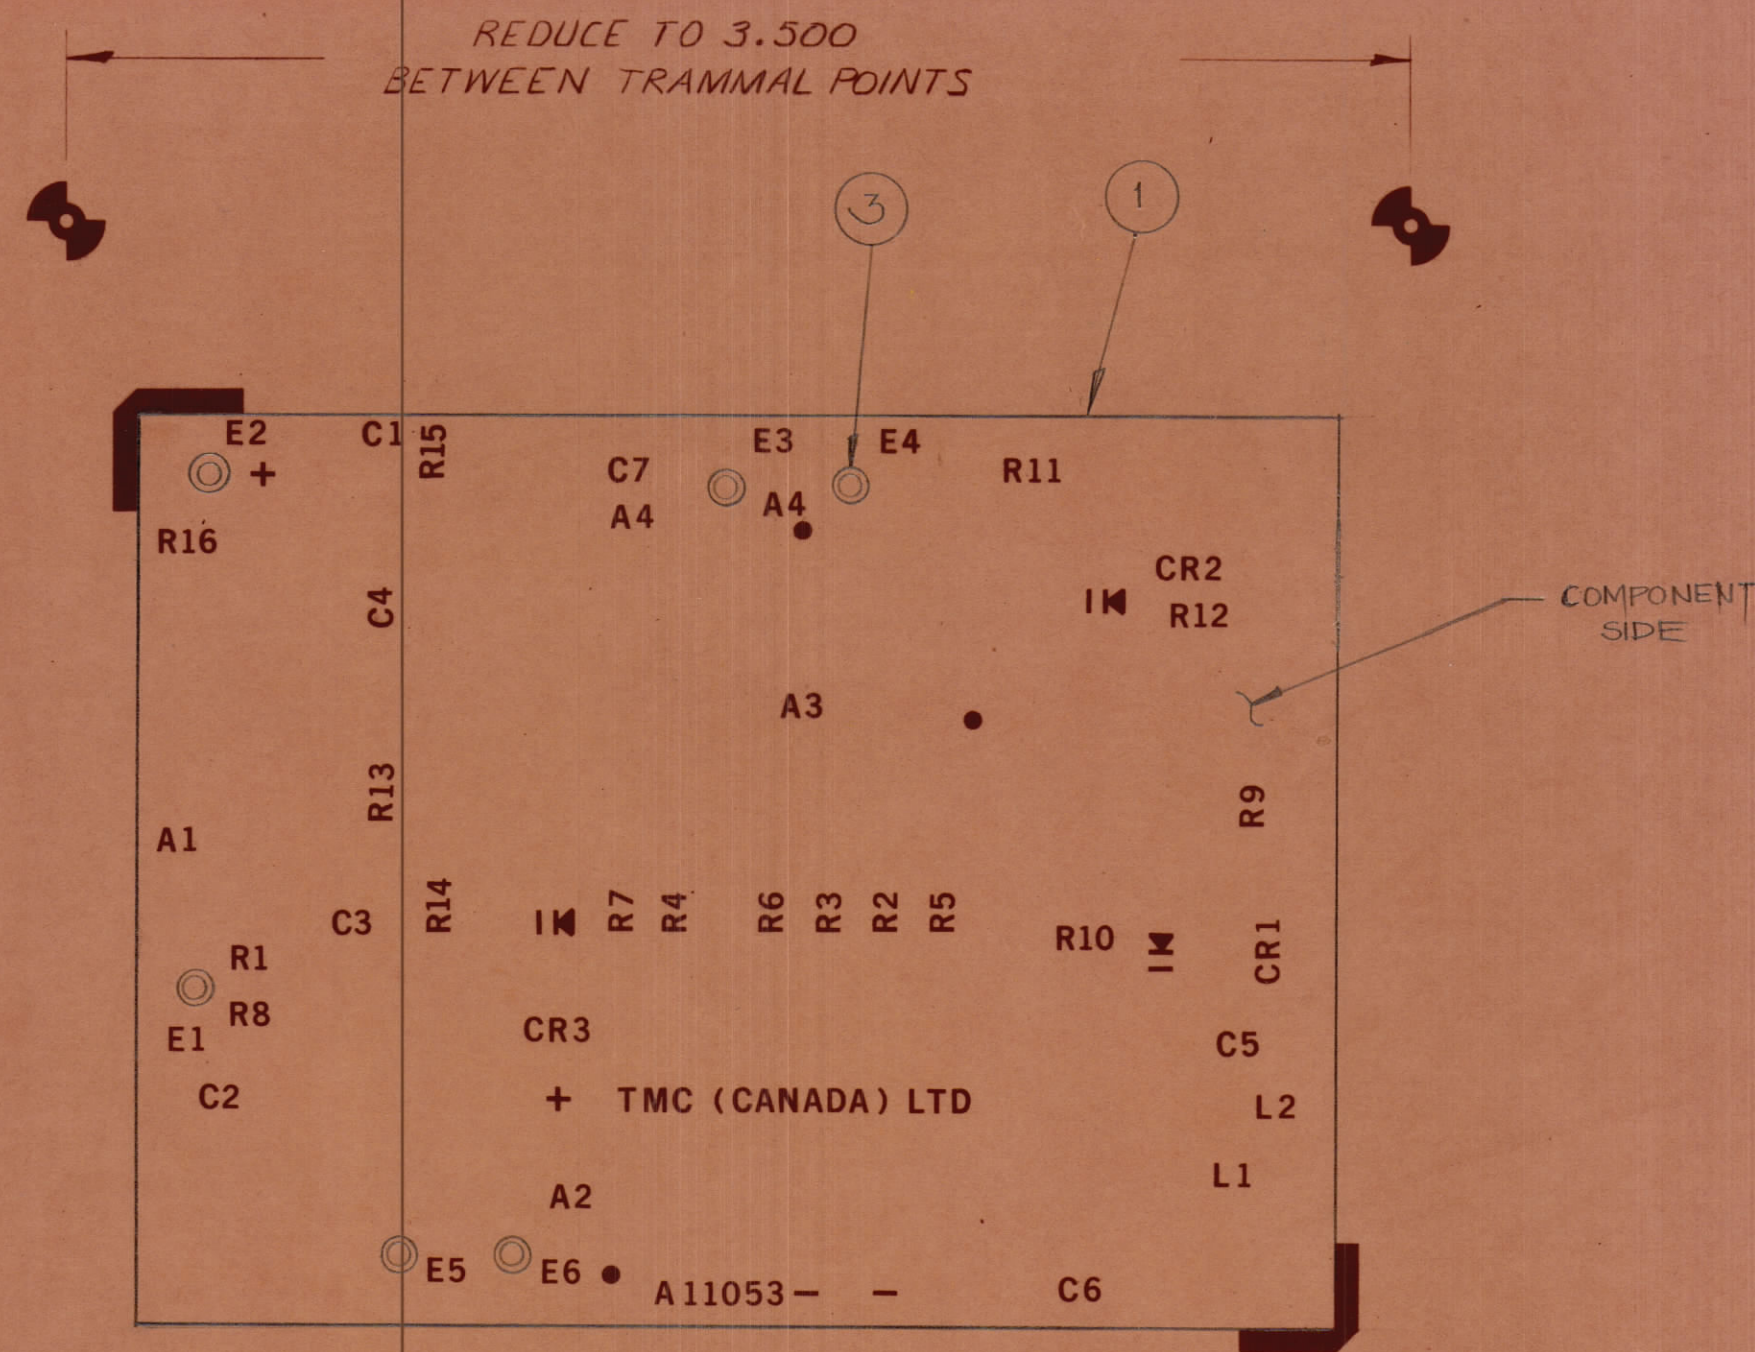 REDUCE TO 3.500
BETWEEN TRAMMAL POINTS
3
1
E2
C1
R15
E3
E4
+
C7
R11
A4
A4
R16
CR2
C4
R12
COMPONENT
SIDE
A3
R13
R9
A1
R14
R7
R4
R6
R3
R2
R5
C3
R10
CR1
R1
R8
CR3
E1
C5
C2
+ TMC (CANADA) LTD
L2
L1
A2
E5
E6
A11053– –
C6